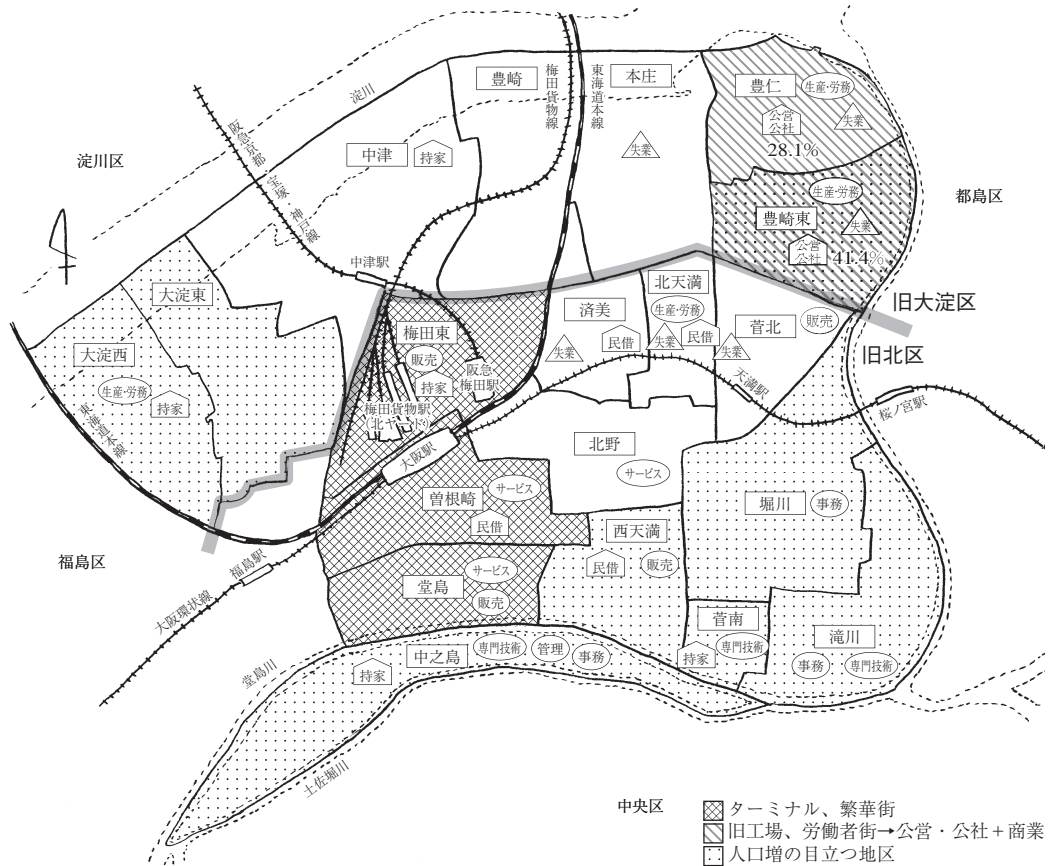 淀川
豊崎
梅田貨物線
東海道本線
本庄
豊仁
生産・労務
公営
公社
失業
28.1%
淀川区
阪急京都
宝塚
神戸線
中津
持家
失業
都島区
豊崎東
生産・労務
失業
公営
公社
41.4%
中津駅
大淀東
北天満
生産・労務
失業
民借
旧大淀区
済美
民借
失業
菅北
販売
失業
旧北区
梅田東
販売
持家
阪急
梅田駅
大淀西
生産・労務
持家
天満駅
桜ノ宮駅
梅田貨物駅
(北ヤード)
東海道本線
大阪駅
北野
サービス
曽根崎
サービス
民借
堀川
事務
西天満
民借
販売
福島区
福島駅
大阪環状線
堂島
サービス
販売
菅南
専門技術
持家
滝川
事務
専門技術
中之島
専門技術
管理
事務
持家
堂島川
土佐堀川
中央区
ターミナル、繁華街
旧工場、労働者街→公営・公社+商業
人口増の目立つ地区